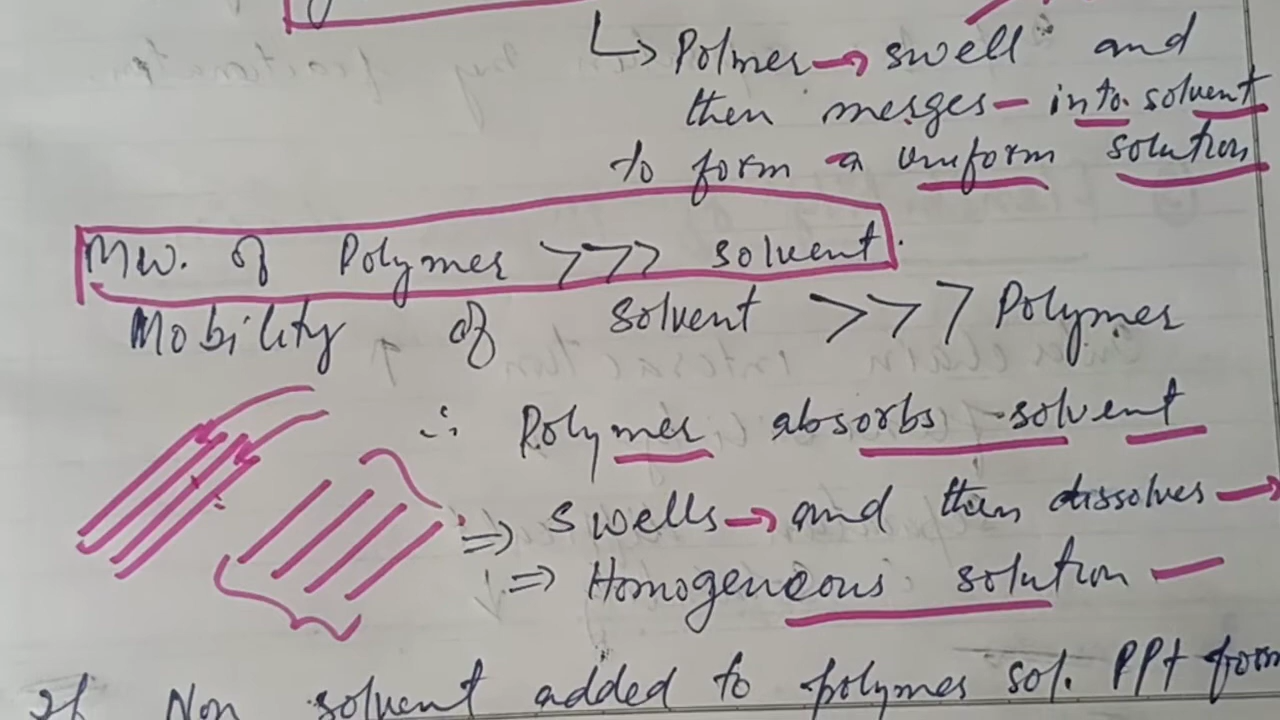 ↳ Polmer → swell and
then merges – into solvent
to form a uniform solution
Mw. of Polymer >>> solvent.
Mobility of solvent >>> Polymer
∴ Polymer absorbs solvent
⇒ swells → and then dissolves →
↓ ⇒ Homogeneous solution –
If Non solvent added to polymer sol. PPt form